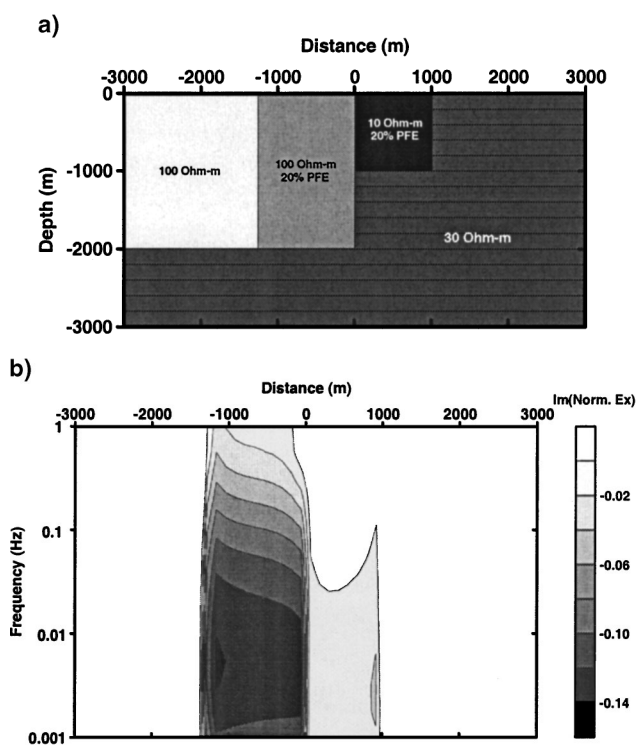 a)
Distance (m)
-3000 -2000 -1000 0 1000 2000 3000
0
-1000
-2000
-3000
Depth (m)
100 Ohm-m
100 Ohm-m
20% PFE
10 Ohm-m
20% PFE
30 Ohm-m
b)
Distance (m)
-3000 -2000 -1000 0 1000 2000 3000
1
0.1
0.01
0.001
Frequency (Hz)
Im(Norm. Ex)
-0.02
-0.06
-0.10
-0.14